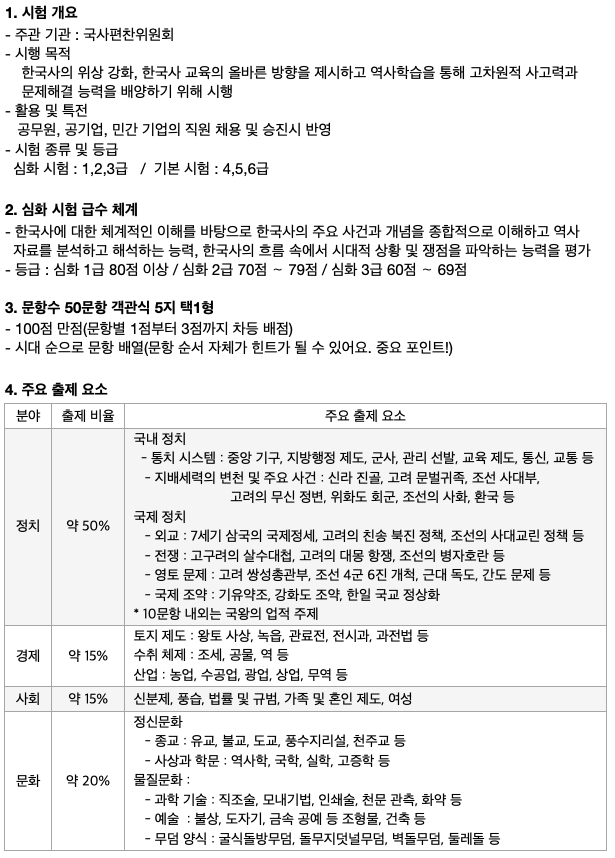 1. 시험 개요
- 주관 기관 : 국사편찬위원회
- 시행 목적
한국사의 위상 강화, 한국사 교육의 올바른 방향을 제시하고 역사학습을 통해 고차원적 사고력과
문제해결 능력을 배양하기 위해 시행
- 활용 및 특전
공무원, 공기업, 민간 기업의 직원 채용 및 승진시 반영
- 시험 종류 및 등급
심화 시험 : 1,2,3급 / 기본 시험 : 4,5,6급
2. 심화 시험 급수 체계
- 한국사에 대한 체계적인 이해를 바탕으로 한국사의 주요 사건과 개념을 종합적으로 이해하고 역사
자료를 분석하고 해석하는 능력, 한국사의 흐름 속에서 시대적 상황 및 쟁점을 파악하는 능력을 평가
- 등급 : 심화 1급 80점 이상 / 심화 2급 70점 ~ 79점 / 심화 3급 60점 ~ 69점
3. 문항수 50문항 객관식 5지 택1형
- 100점 만점(문항별 1점부터 3점까지 차등 배점)
- 시대 순으로 문항 배열(문항 순서 자체가 힌트가 될 수 있어요. 중요 포인트!)
4. 주요 출제 요소
분야 출제 비율 주요 출제 요소
정치 약 50%
국내 정치
- 통치 시스템 : 중앙 기구, 지방행정 제도, 군사, 관리 선발, 교육 제도, 통신, 교통 등
- 지배세력의 변천 및 주요 사건 : 신라 진골, 고려 문벌귀족, 조선 사대부,
고려의 무신 정변, 위화도 회군, 조선의 사화, 환국 등
국제 정치
- 외교 : 7세기 삼국의 국제정세, 고려의 친송 북진 정책, 조선의 사대교린 정책 등
- 전쟁 : 고구려의 살수대첩, 고려의 대몽 항쟁, 조선의 병자호란 등
- 영토 문제 : 고려 쌍성총관부, 조선 4군 6진 개척, 근대 독도, 간도 문제 등
- 국제 조약 : 기유약조, 강화도 조약, 한일 국교 정상화
* 10문항 내외는 국왕의 업적 주제
경제 약 15%
토지 제도 : 왕토 사상, 녹읍, 관료전, 전시과, 과전법 등
수취 체제 : 조세, 공물, 역 등
산업 : 농업, 수공업, 광업, 상업, 무역 등
사회 약 15% 신분제, 풍습, 법률 및 규범, 가족 및 혼인 제도, 여성
문화 약 20%
정신문화
- 종교 : 유교, 불교, 도교, 풍수지리설, 천주교 등
- 사상과 학문 : 역사학, 국학, 실학, 고증학 등
물질문화 :
- 과학 기술 : 직조술, 모내기법, 인쇄술, 천문 관측, 화약 등
- 예술 : 불상, 도자기, 금속 공예 등 조형물, 건축 등
- 무덤 양식 : 굴식돌방무덤, 돌무지덧널무덤, 벽돌무덤, 둘레돌 등